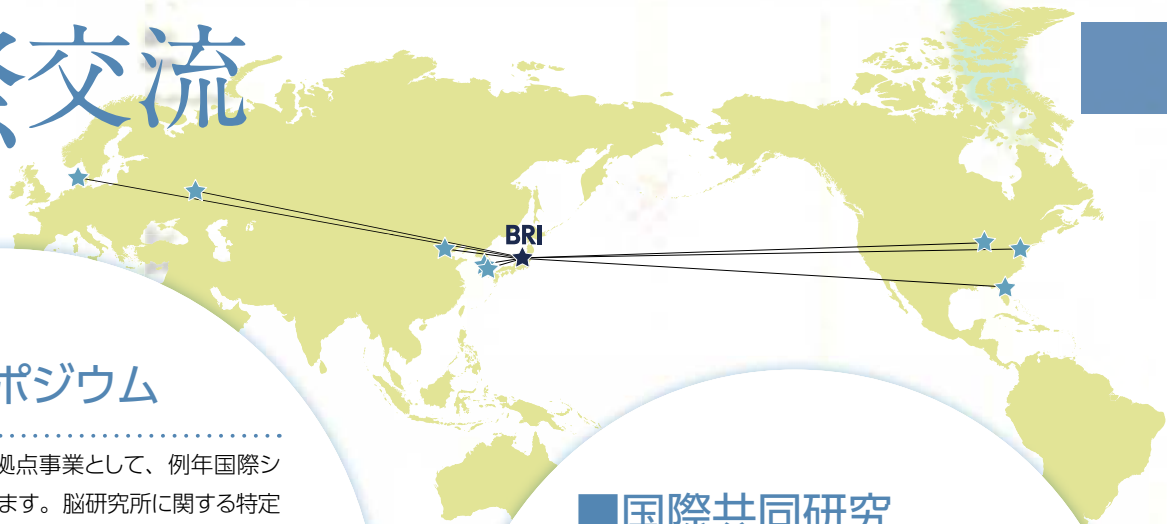 交流
BRI
ポジウム
拠点事業として、例年国際シ
ます。脳研究所に関する特定
■国際共同研究